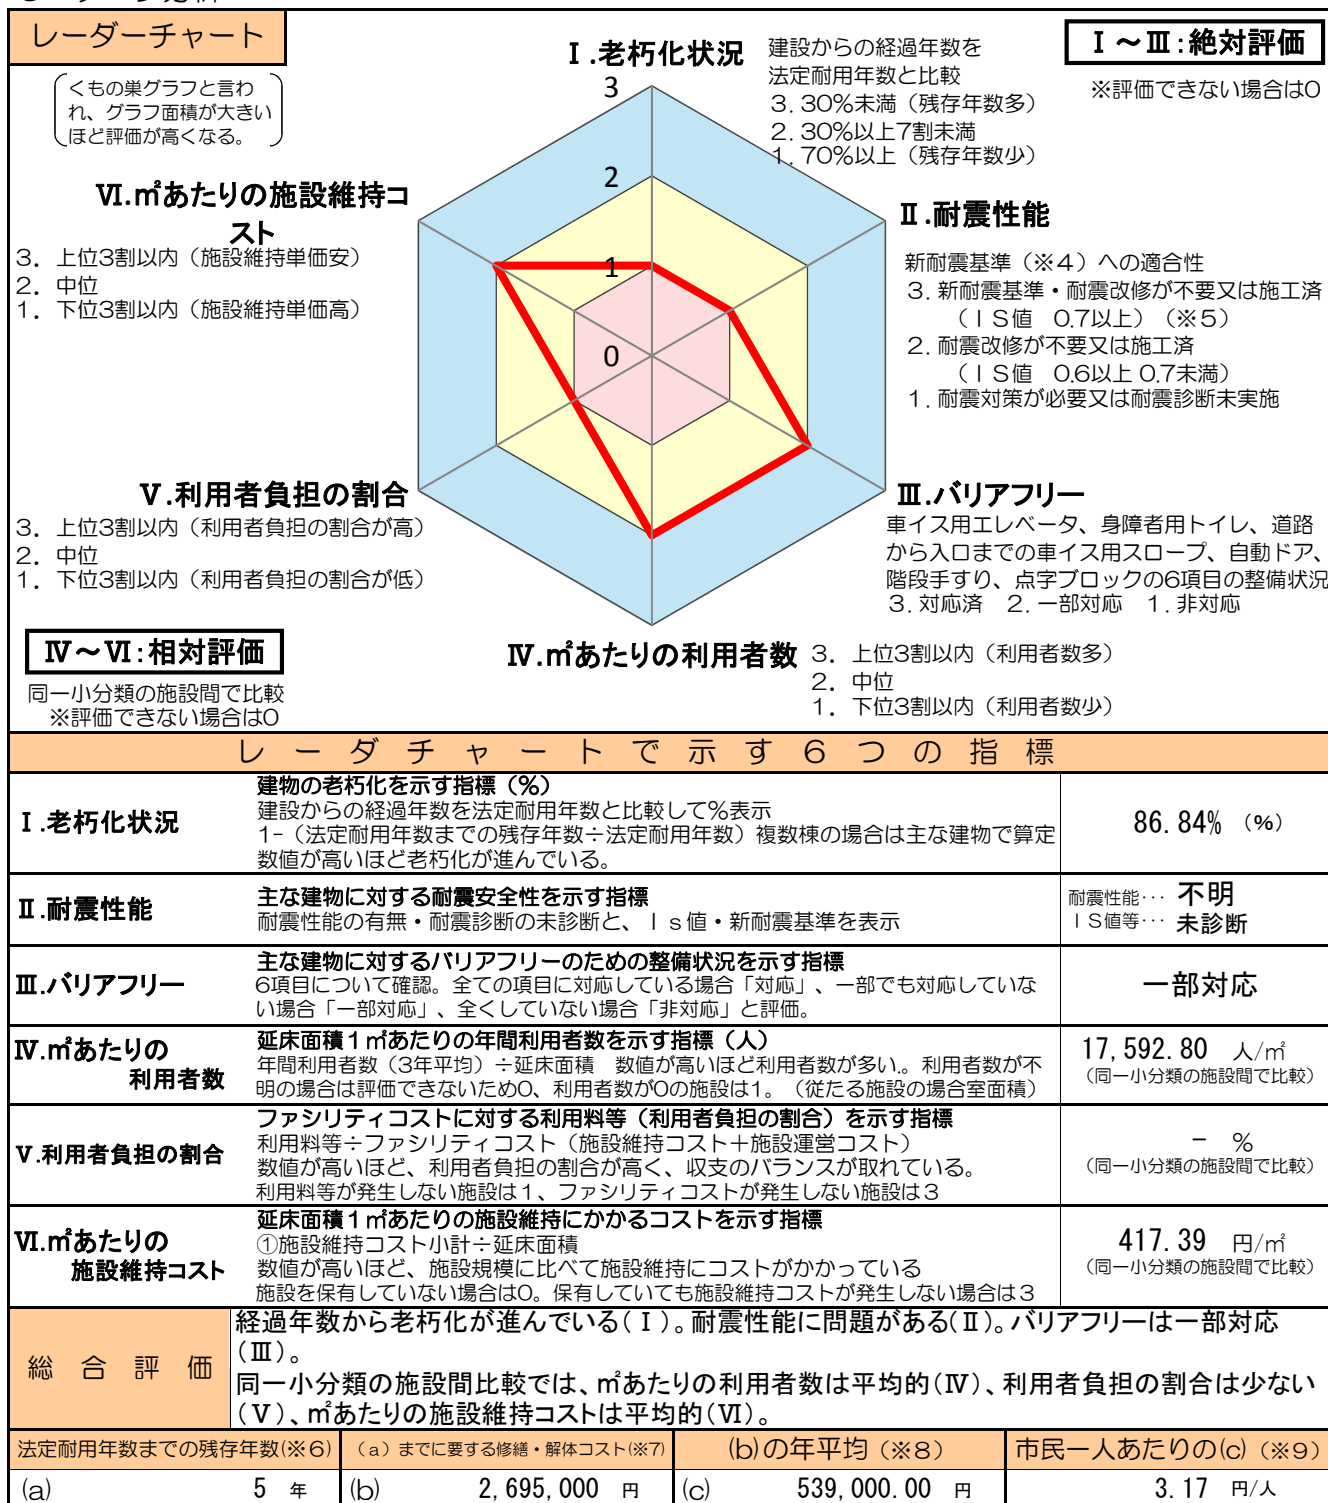 レーダーチャート
くもの巣グラフと言わ
れ、グラフ面積が大きい
ほど評価が高くなる。
Ⅰ.老朽化状況
建設からの経過年数を
法定耐用年数と比較
3.30%未満（残存年数多）
2.30%以上7割未満
1.70%以上（残存年数少）
Ⅰ～Ⅲ:絶対評価
※評価できない場合は0
3
2
1
0
Ⅵ.㎡あたりの施設維持コ
スト
3. 上位3割以内（施設維持単価安）
2. 中位
1. 下位3割以内（施設維持単価高）
Ⅱ.耐震性能
新耐震基準（※4）への適合性
3.新耐震基準・耐震改修が不要又は施工済
（ＩＳ値 0.7以上）（※5）
2.耐震改修が不要又は施工済
（ＩＳ値 0.6以上 0.7未満）
1.耐震対策が必要又は耐震診断未実施
Ⅴ.利用者負担の割合
3. 上位3割以内（利用者負担の割合が高）
2. 中位
1. 下位3割以内（利用者負担の割合が低）
Ⅲ.バリアフリー
車イス用エレベータ、身障者用トイレ、道路
から入口までの車イス用スロープ、自動ドア、
階段手すり、点字ブロックの6項目の整備状況
3.対応済 2.一部対応 1.非対応
Ⅳ～Ⅵ:相対評価
同一小分類の施設間で比較
※評価できない場合は0
Ⅳ.㎡あたりの利用者数
3. 上位3割以内（利用者数多）
2. 中位
1. 下位3割以内（利用者数少）
レーダチャートで示す6つの指標
Ⅰ.老朽化状況
建物の老朽化を示す指標（%）
建設からの経過年数を法定耐用年数と比較して%表示
1-（法定耐用年数までの残存年数÷法定耐用年数）複数棟の場合は主な建物で算定
数値が高いほど老朽化が進んでいる。
86.84% （%）
Ⅱ.耐震性能
主な建物に対する耐震安全性を示す指標
耐震性能の有無・耐震診断の未診断と、Ｉｓ値・新耐震基準を表示
耐震性能… 不明
ＩＳ値等… 未診断
Ⅲ.バリアフリー
主な建物に対するバリアフリーのための整備状況を示す指標
6項目について確認。全ての項目に対応している場合「対応」、一部でも対応していな
い場合「一部対応」、全くしていない場合「非対応」と評価。
一部対応
Ⅳ.㎡あたりの
利用者数
延床面積１㎡あたりの年間利用者数を示す指標（人）
年間利用者数（3年平均）÷延床面積 数値が高いほど利用者数が多い。利用者数が不
明の場合は評価できないため0、利用者数が0の施設は1。（従たる施設の場合室面積）
17,592.80 人/㎡
（同一小分類の施設間で比較）
Ⅴ.利用者負担の割合
ファシリティコストに対する利用料等（利用者負担の割合）を示す指標
利用料等÷ファシリティコスト（施設維持コスト＋施設運営コスト）
数値が高いほど、利用者負担の割合が高く、収支のバランスが取れている。
利用料等が発生しない施設は１、ファシリティコストが発生しない施設は３
- %
（同一小分類の施設間で比較）
Ⅵ.㎡あたりの
施設維持コスト
延床面積１㎡あたりの施設維持にかかるコストを示す指標
①施設維持コスト小計÷延床面積
数値が高いほど、施設規模に比べて施設維持にコストがかかっている
施設を保有していない場合は0。保有していても施設維持コストが発生しない場合は３
417.39 円/㎡
（同一小分類の施設間で比較）
総合評価
経過年数から老朽化が進んでいる(Ⅰ)。耐震性能に問題がある(Ⅱ)。バリアフリーは一部対応
(Ⅲ)。
同一小分類の施設間比較では、㎡あたりの利用者数は平均的(Ⅳ)、利用者負担の割合は少ない
(Ⅴ)、㎡あたりの施設維持コストは平均的(Ⅵ)。
法定耐用年数までの残存年数(※6)
（a）までに要する修繕・解体コスト(※7)
(b)の年平均（※8）
市民一人あたりの(c)（※9）
(a) 5 年
(b) 2,695,000 円
(c) 539,000.00 円
3.17 円/人